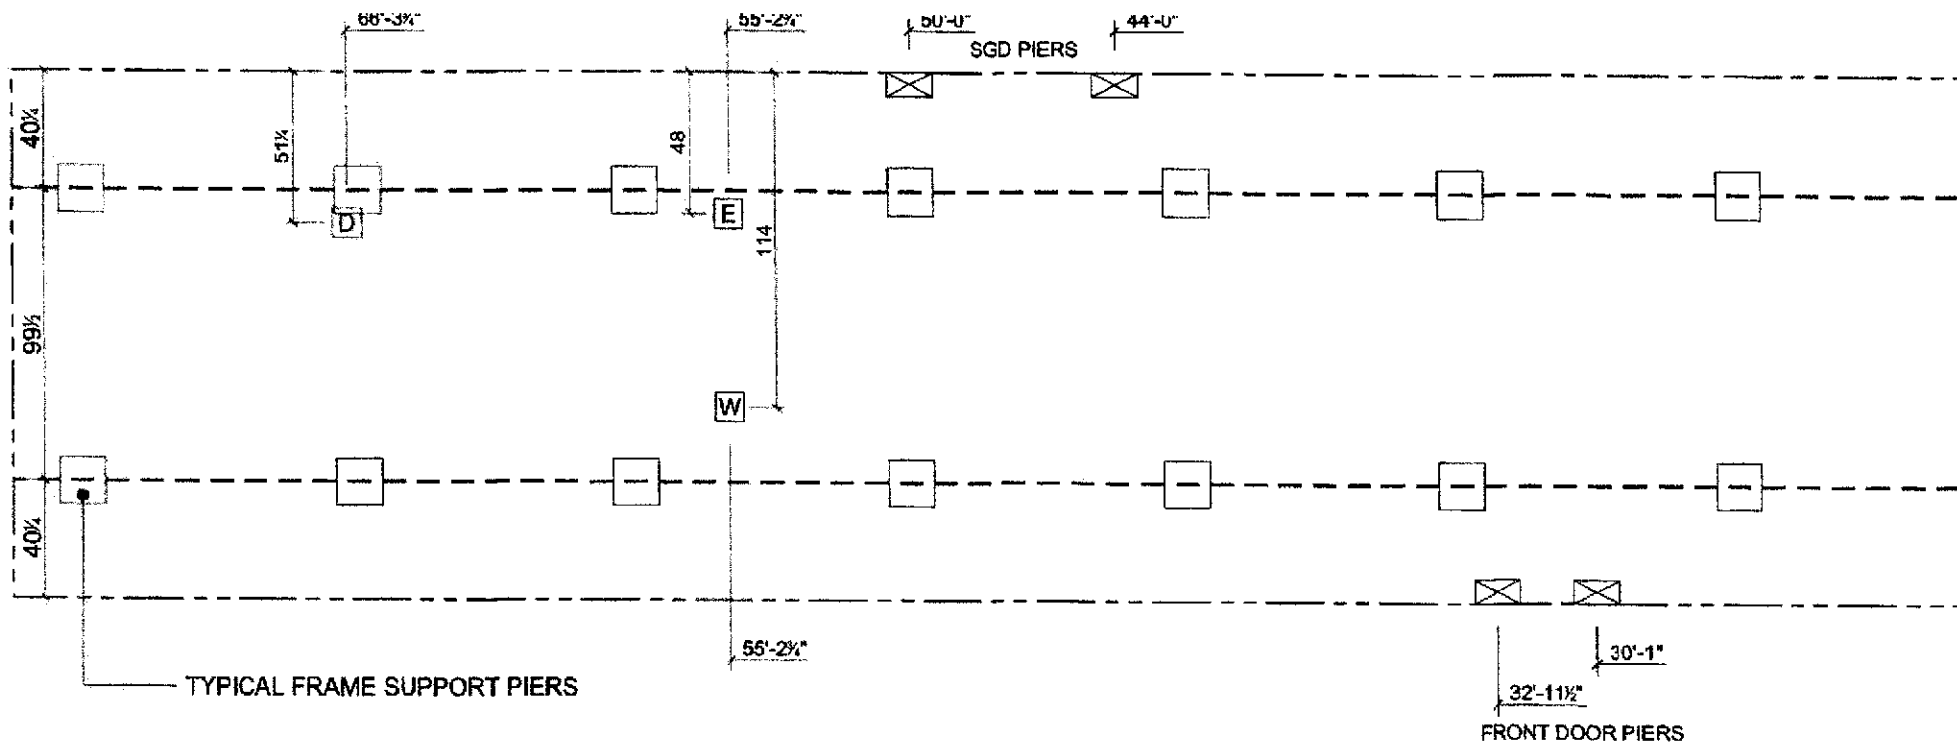 66'-3¾" 55'-2¾" 50'-0" 44'-0"
SGD PIERS
40¼
51¼
48
D
E
114
99½
W
40¼
55'-2¾"
30'-1"
TYPICAL FRAME SUPPORT PIERS
32'-11½"
FRONT DOOR PIERS